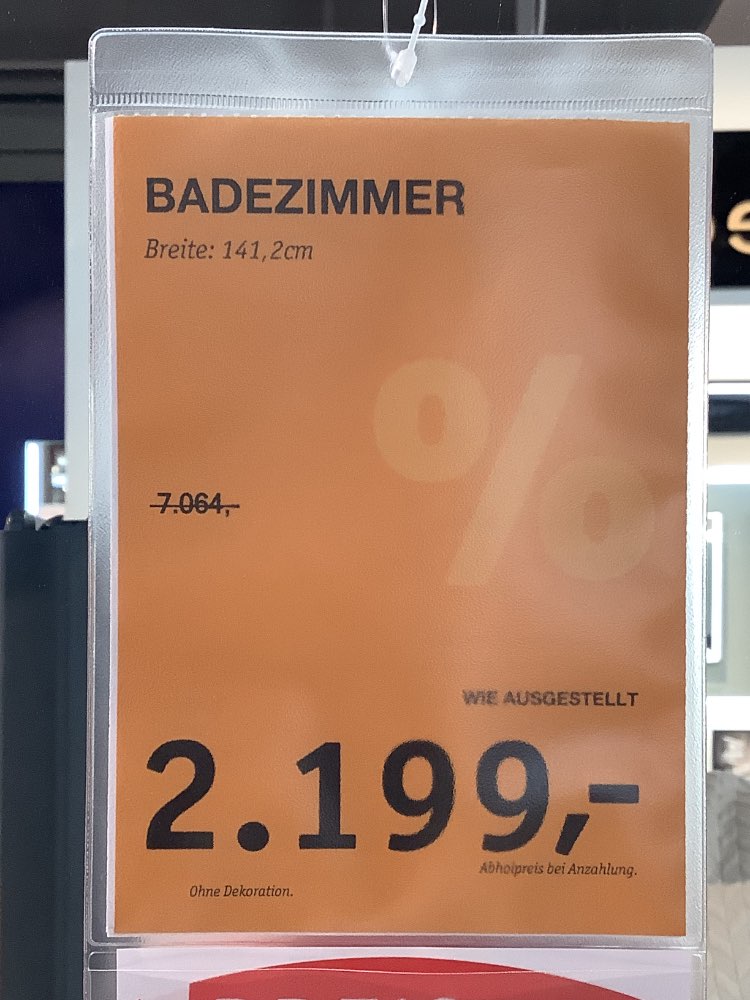 BADEZIMMER
Breite: 141,2cm
%
7.064,-
WIE AUSGESTELLT
2.199,-
Abholpreis bei Anzahlung.
Ohne Dekoration.